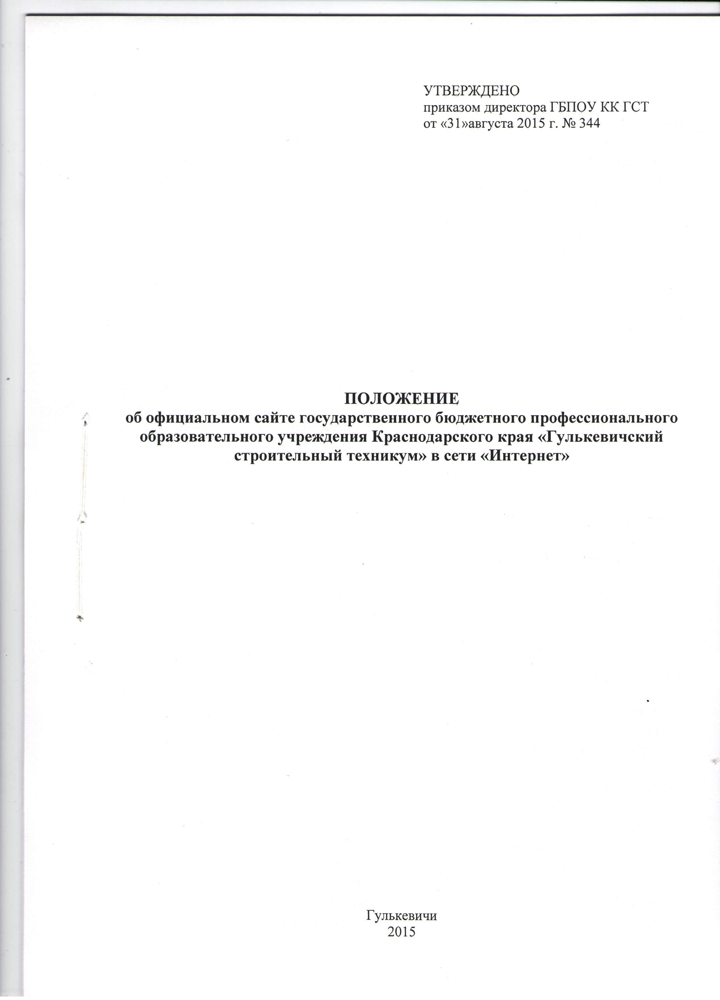 УТВЕРЖДЕНО
приказом директора ГБПОУ КК ГСТ
от «31»августа 2015 г. № 344
ПОЛОЖЕНИЕ
об официальном сайте государственного бюджетного профессионального
образовательного учреждения Краснодарского края «Гулькевичский
строительный техникум» в сети «Интернет»
Гулькевичи
2015